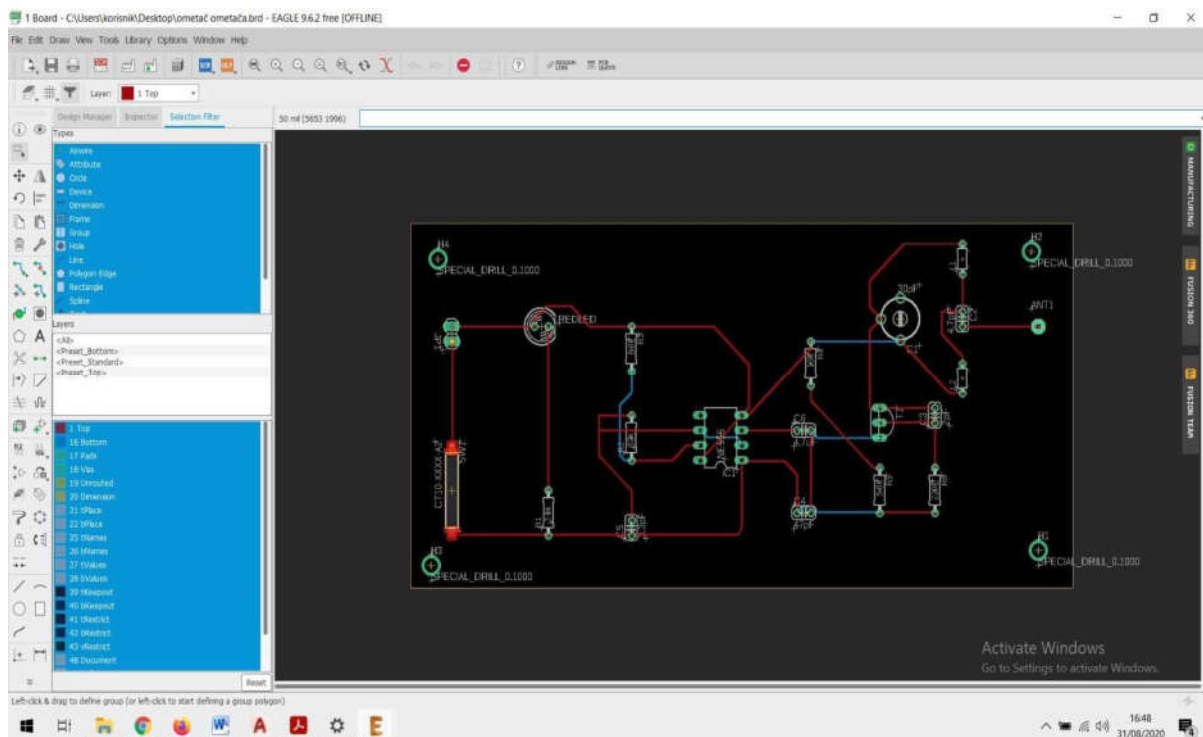 1 Board - C:\Users\korisnik\Desktop\ometač ometača.brd - EAGLE 9.6.2 free [OFFLINE]
File Edit Draw View Tools Library Options Window Help
Layer: 1 Top
Design Manager Inspector Selection Filter
50 mil (5653 1996)
Types
Airwire
Attribute
Circle
Device
Dimension
Frame
Group
Hole
Line
Polygon Edge
Rectangle
Spline
Layers
<All>
<Preset_Bottom>
<Preset_Standard>
<Preset_Top>
1 Top
16 Bottom
17 Pads
18 Vias
19 Unrouted
20 Dimension
21 tPlace
22 bPlace
25 tNames
26 bNames
27 tValues
28 bValues
39 tKeepout
40 bKeepout
41 tRestrict
42 bRestrict
43 vRestrict
48 Document
Reset
H4
SPECIAL_DRILL_0.1000
H2
SPECIAL_DRILL_0.1000
REDLED
30pF
ANT1
L1
L2
NE555
R1
H3
SPECIAL_DRILL_0.1000
H1
SPECIAL_DRILL_0.1000
MANUFACTURING
FUSION 360
FUSION TEAM
Activate Windows
Go to Settings to activate Windows.
Left-click & drag to define group (or left-click to start defining a group polygon)
16:48
31/08/2020